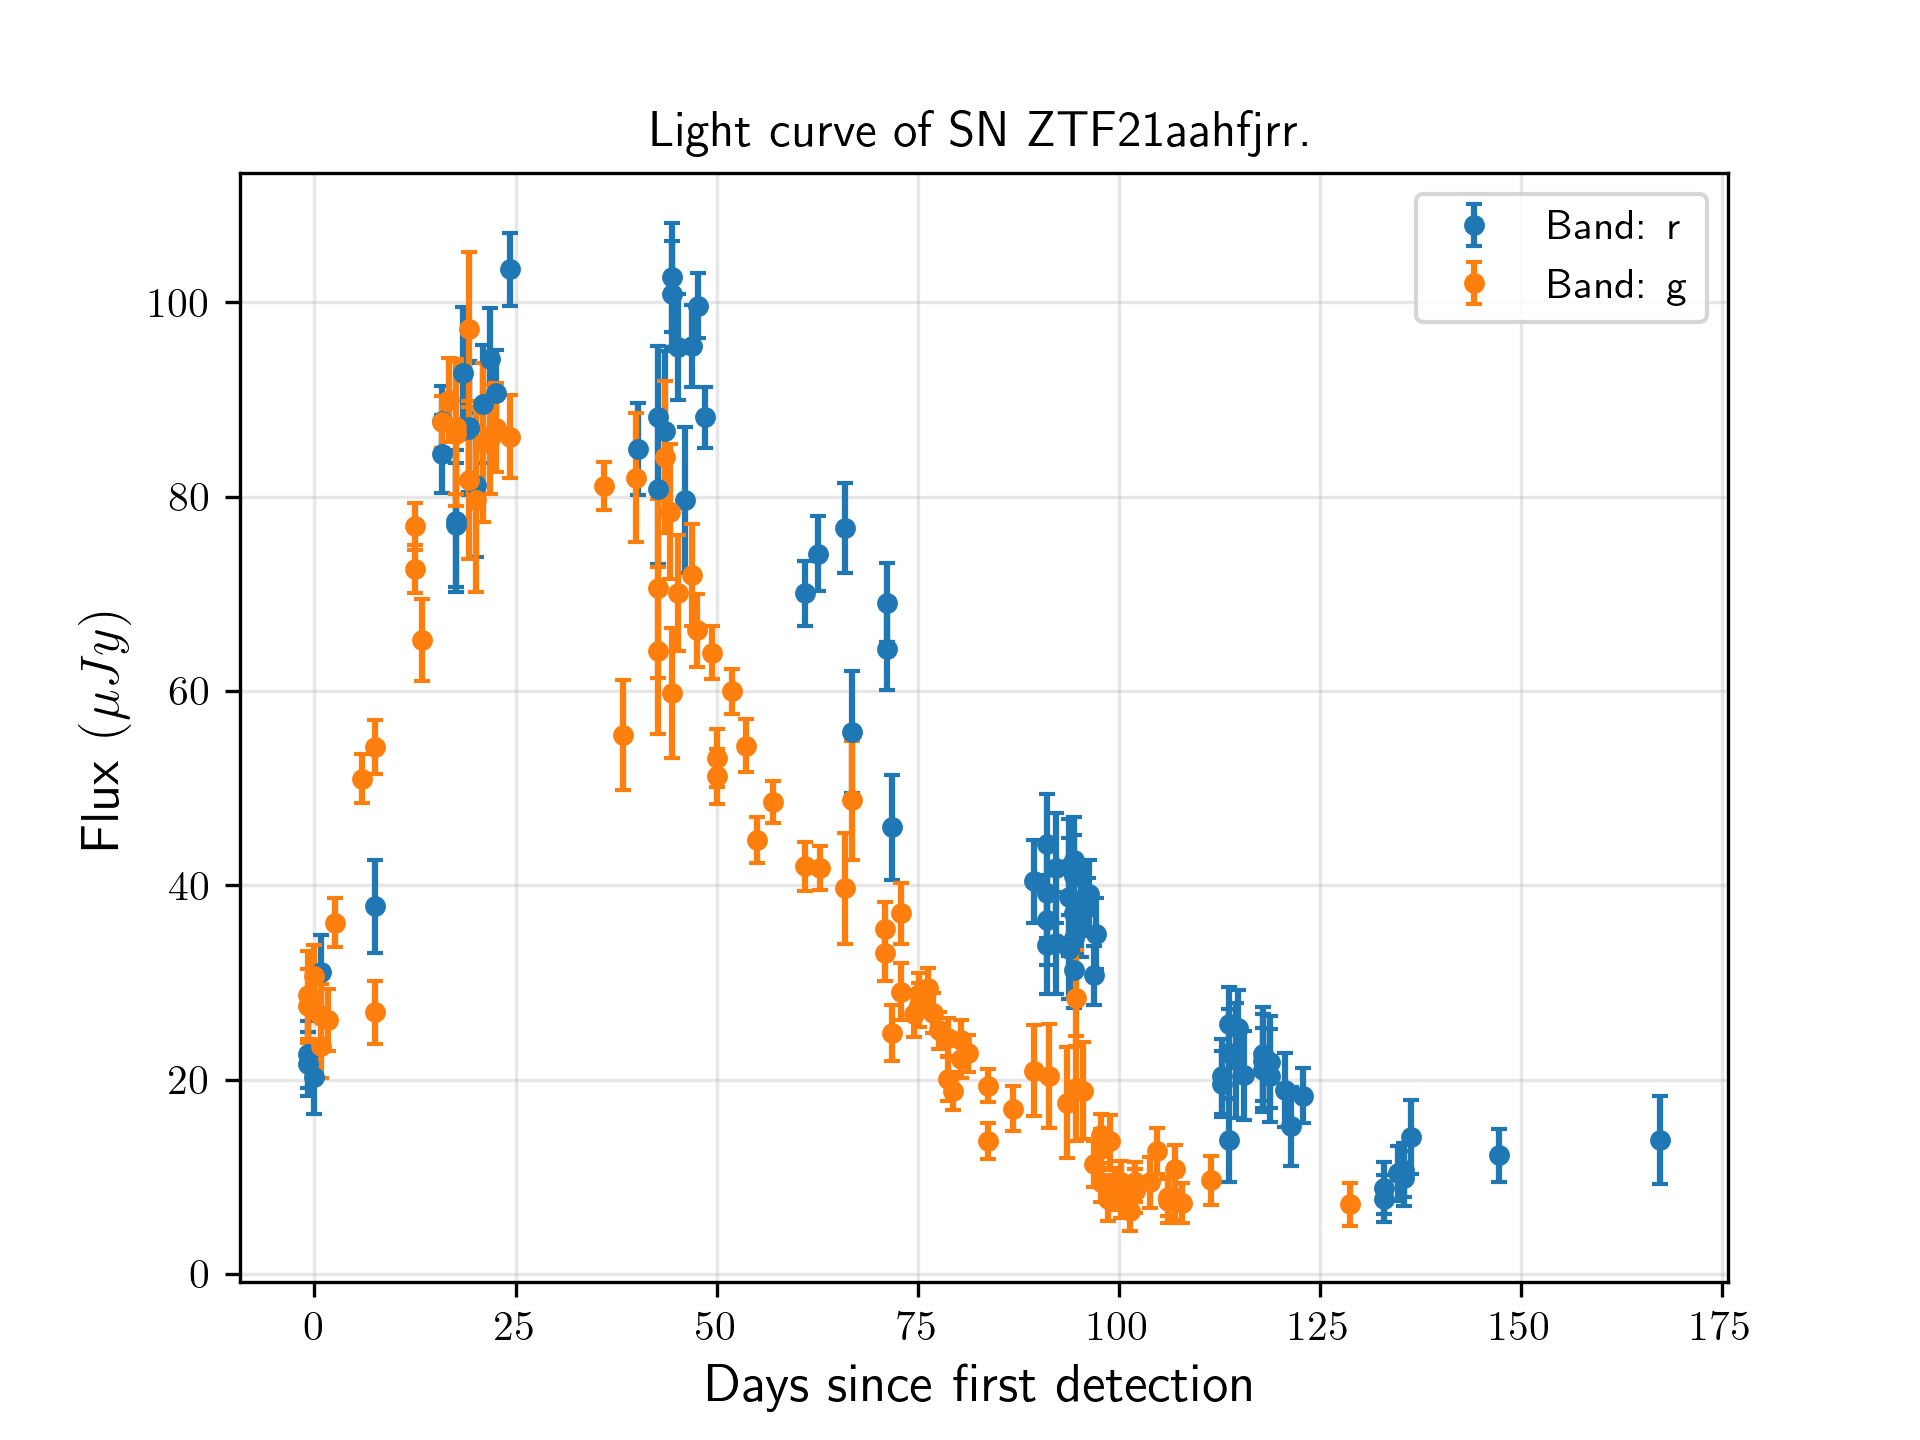 Light curve of SN ZTF21aahfjrr.
Band: r
Band: g
Flux (μJy)
100
80
60
40
20
0
0 25 50 75 100 125 150 175
Days since first detection